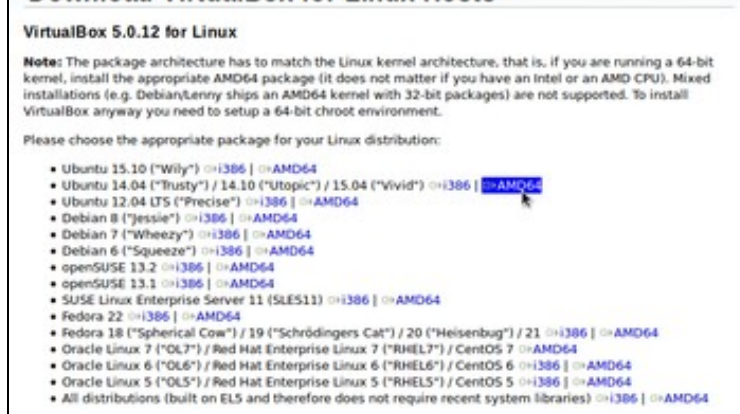 Download VirtualBox for Linux Hosts
VirtualBox 5.0.12 for Linux
Note: The package architecture has to match the Linux kernel architecture, that is, if you are running a 64-bit
kernel, install the appropriate AMD64 package (it does not matter if you have an Intel or an AMD CPU). Mixed
installations (e.g. Debian/Lenny ships an AMD64 kernel with 32-bit packages) are not supported. To install
VirtualBox anyway you need to setup a 64-bit chroot environment.
Please choose the appropriate package for your Linux distribution:
• Ubuntu 15.10 ("Wily") i386 | AMD64
• Ubuntu 14.04 ("Trusty") / 14.10 ("Utopic") / 15.04 ("Vivid") i386 | AMD64
• Ubuntu 12.04 LTS ("Precise") i386 | AMD64
• Debian 8 ("Jessie") i386 | AMD64
• Debian 7 ("Wheezy") i386 | AMD64
• Debian 6 ("Squeeze") i386 | AMD64
• openSUSE 13.2 i386 | AMD64
• openSUSE 13.1 i386 | AMD64
• SUSE Linux Enterprise Server 11 (SLES11) i386 | AMD64
• Fedora 22 i386 | AMD64
• Fedora 18 ("Spherical Cow") / 19 ("Schrödingers Cat") / 20 ("Heisenbug") / 21 i386 | AMD64
• Oracle Linux 7 ("OL7") / Red Hat Enterprise Linux 7 ("RHEL7") / CentOS 7 AMD64
• Oracle Linux 6 ("OL6") / Red Hat Enterprise Linux 6 ("RHEL6") / CentOS 6 i386 | AMD64
• Oracle Linux 5 ("OL5") / Red Hat Enterprise Linux 5 ("RHEL5") / CentOS 5 i386 | AMD64
• All distributions (built on EL5 and therefore does not require recent system libraries) i386 | AMD64